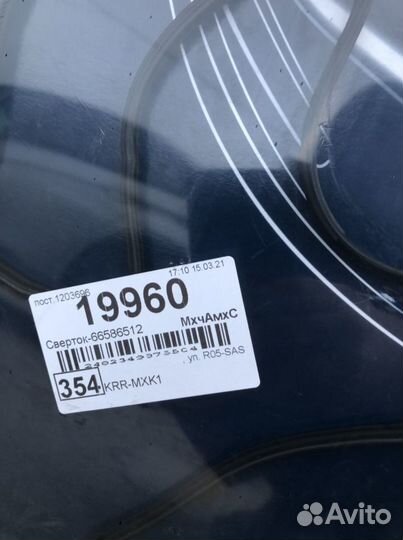 пост.1203696
17:10 15.03.21
19960
Сверток-66586512
МхчАмхС
, уп. R05-SAS
354
KRR-MXK1
Avito